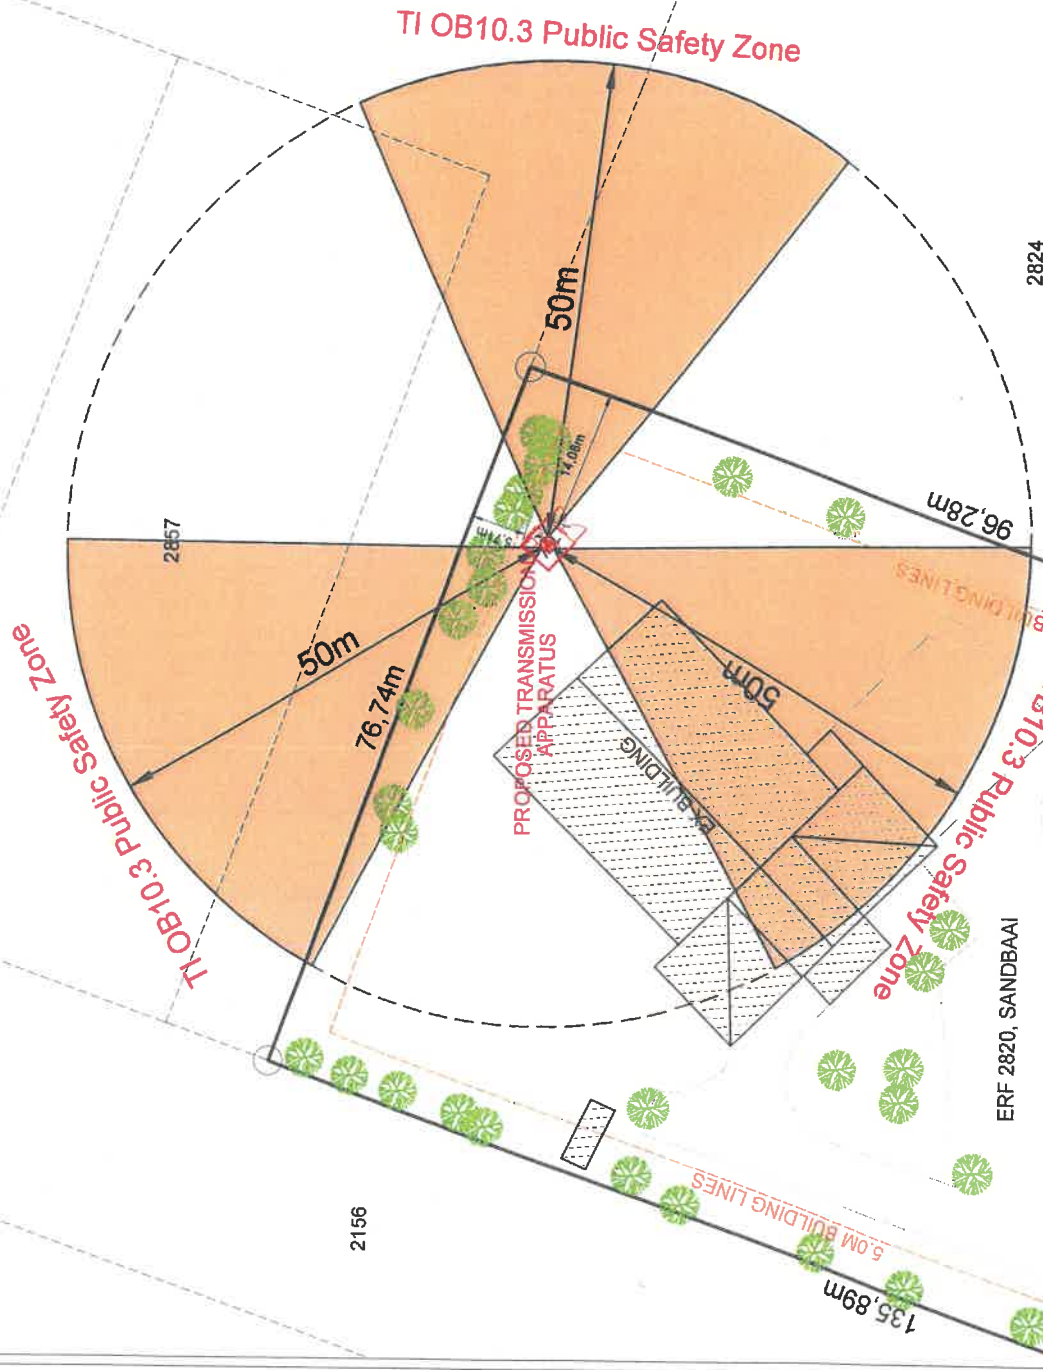 TI OB10.3 Public Safety Zone
2824
50m
14,08m
96,28m
2857
5.0M BUILDING LINES
50m
76,74m
PROPOSED TRANSMISSION
APPARATUS
50m
EX-BUILDING
BUILDING LINES
TI OB10.3 Public Safety Zone
B10.3 Public Safety Zone
ERF 2820, SANDBAAI
2156
135,89m